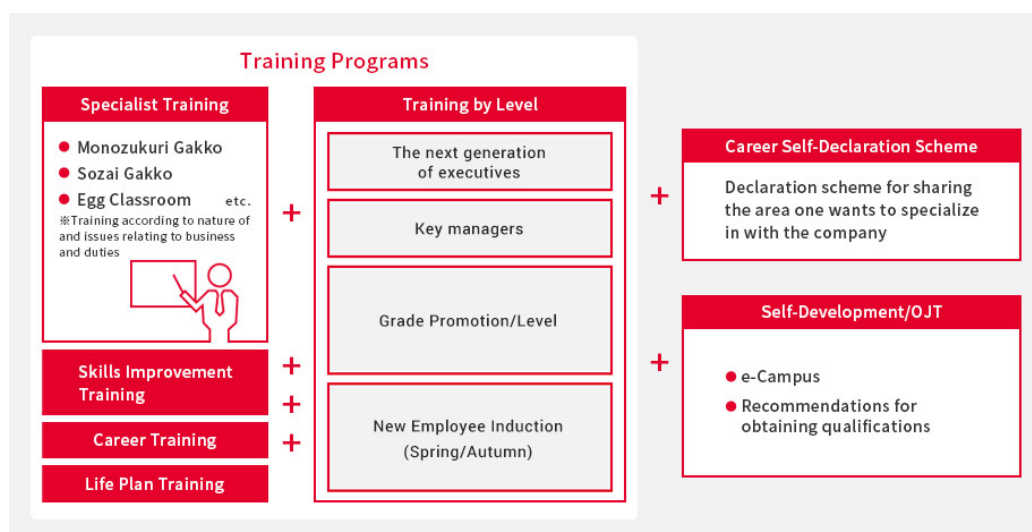 Training Programs
Specialist Training
● Monozukuri Gakko
● Sozai Gakko
● Egg Classroom etc.
※Training according to nature of
and issues relating to business
and duties
Skills Improvement
Training
Career Training
Life Plan Training
+
+
+
+
Training by Level
The next generation
of executives
Key managers
Grade Promotion/Level
New Employee Induction
(Spring/Autumn)
+
+
Career Self-Declaration Scheme
Declaration scheme for sharing
the area one wants to specialize
in with the company
Self-Development/OJT
● e-Campus
● Recommendations for
obtaining qualifications